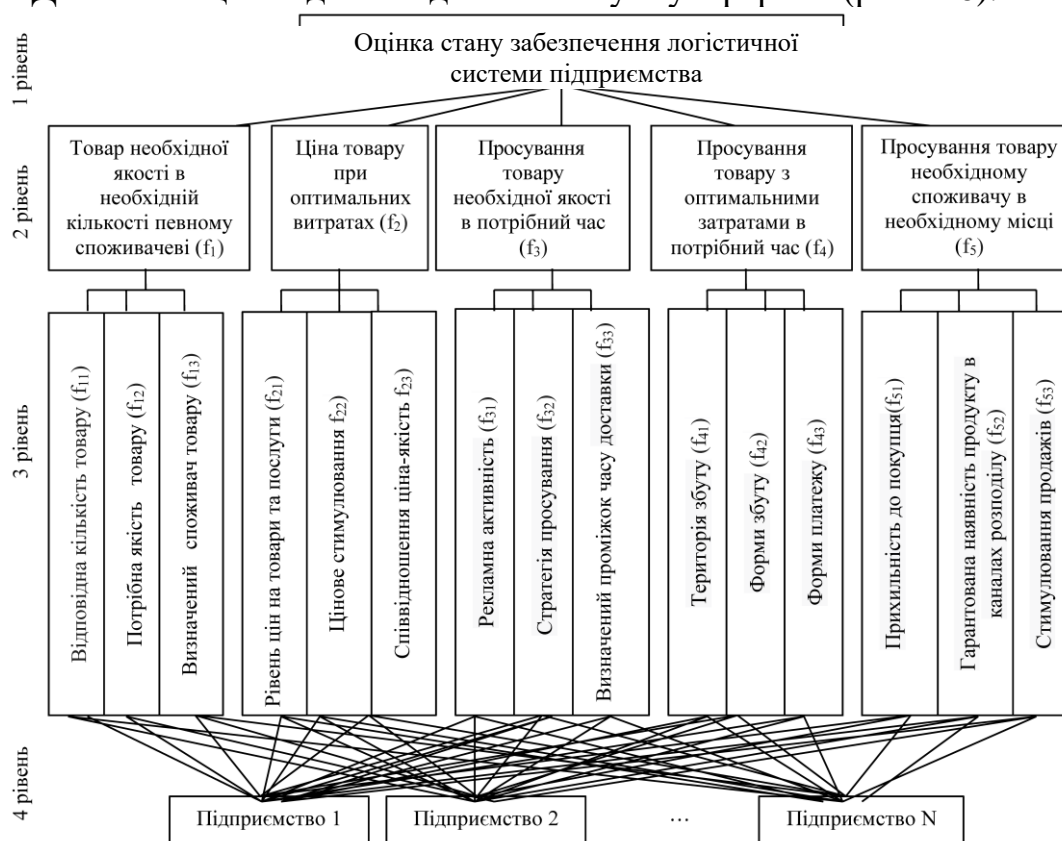 Оцінка стану забезпечення логістичної
системи підприємства
1 рівень
Товар необхідної
якості в
необхідній
кількості певному
споживачеві (f₁)
Ціна товару
при
оптимальних
витратах (f₂)
Просування
товару
необхідної якості
в потрібний час
(f₃)
Просування
товару з
оптимальними
затратами в
потрібний час (f₄)
Просування товару
необхідному
споживачу в
необхідному місці
(f₅)
2 рівень
Відповідна кількість товару (f₁₁)
Потрібна якість товару (f₁₂)
Визначений споживач товару (f₁₃)
Рівень цін на товари та послуги (f₂₁)
Цінове стимулювання f₂₂)
Співвідношення ціна-якість f₂₃)
Рекламна активність (f₃₁)
Стратегія просування (f₃₂)
Визначений проміжок часу доставки (f₃₃)
Територія збуту (f₄₁)
Форми збуту (f₄₂)
Форми платежу (f₄₃)
Прихильність до покупця(f₅₁)
Гарантована наявність продукту в
каналах розподілу (f₅₂)
Стимулювання продажів (f₅₃)
3 рівень
4 рівень
Підприємство 1
Підприємство 2
...
Підприємство N